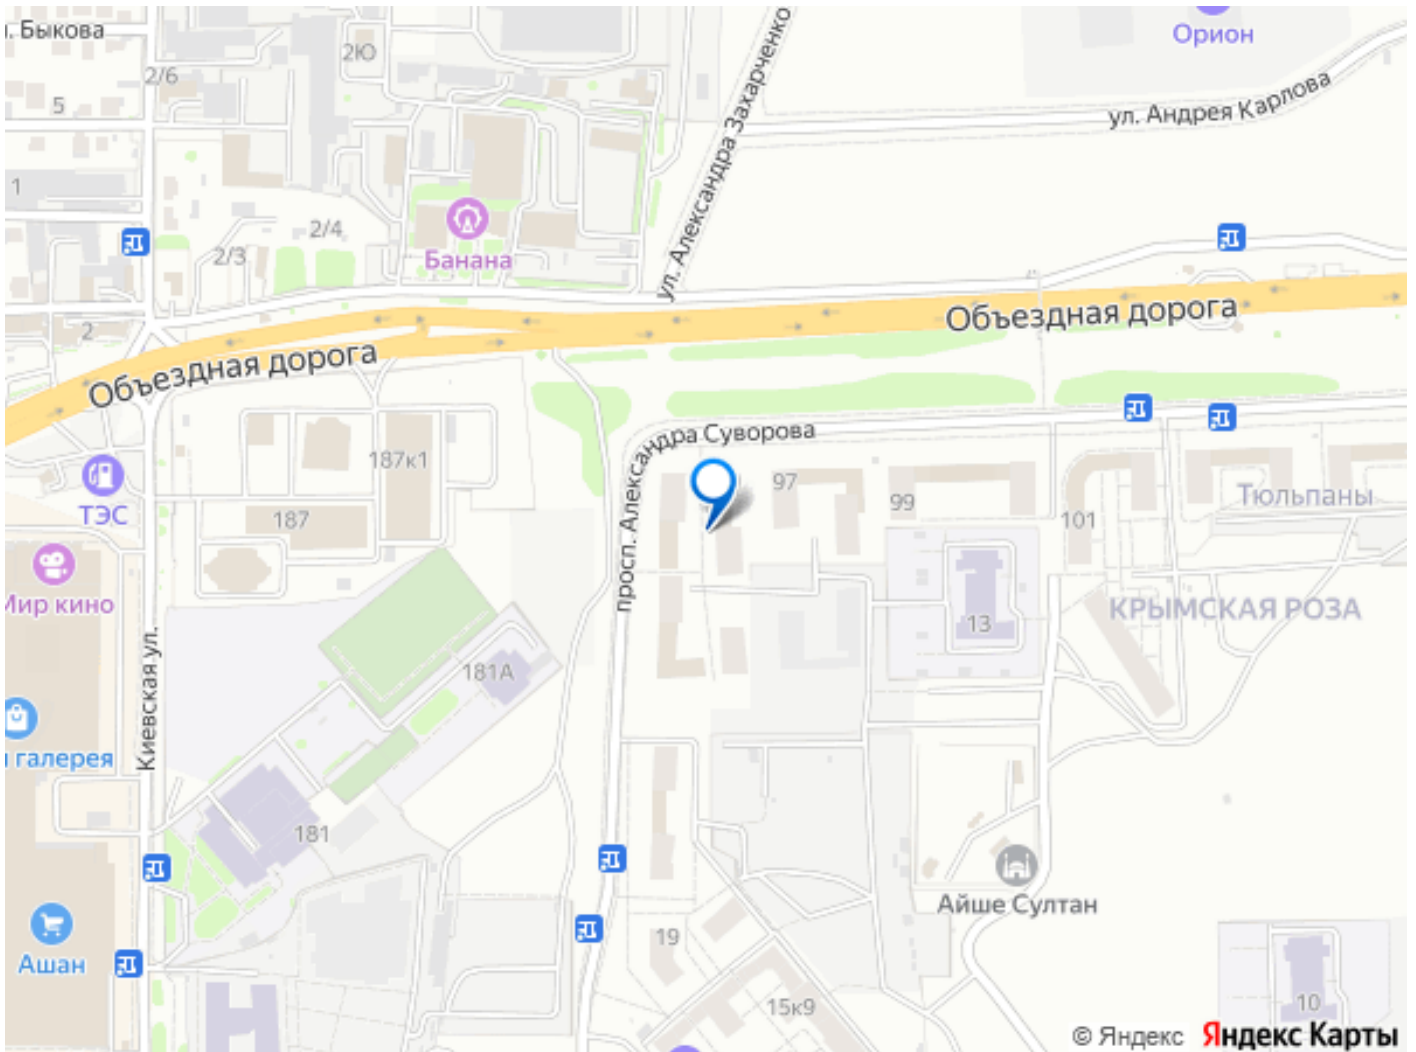 . Быкова
2Ю
2/6
5
1
Орион
ул. Андрея Карлова
ул. Александра Захарченко
2/4
2/3
Банана
2
Объездная дорога
Объездная дорога
просп. Александра Суворова
187к1
187
ТЭС
97
99
101
Тюльпаны
Мир кино
КРЫМСКАЯ РОЗА
13
181А
Киевская ул.
галерея
181
Айше Султан
19
Ашан
15к9
10
© Яндекс Яндекс Карты